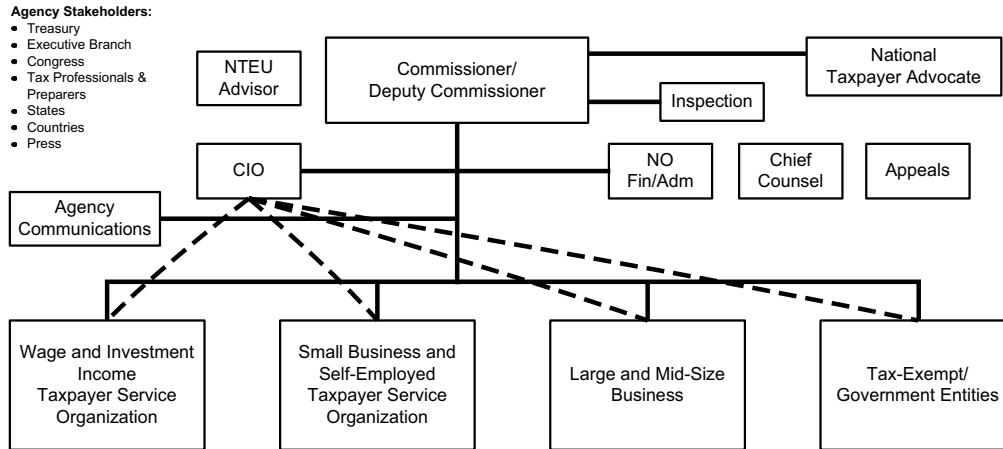 Agency Stakeholders:
• Treasury
• Executive Branch
• Congress
• Tax Professionals &
Preparers
• States
• Countries
• Press
NTEU
Advisor
Commissioner/
Deputy Commissioner
National
Taxpayer Advocate
Inspection
CIO
NO
Fin/Adm
Chief
Counsel
Appeals
Agency
Communications
Wage and Investment
Income
Taxpayer Service
Organization
Small Business and
Self-Employed
Taxpayer Service
Organization
Large and Mid-Size
Business
Tax-Exempt/
Government Entities